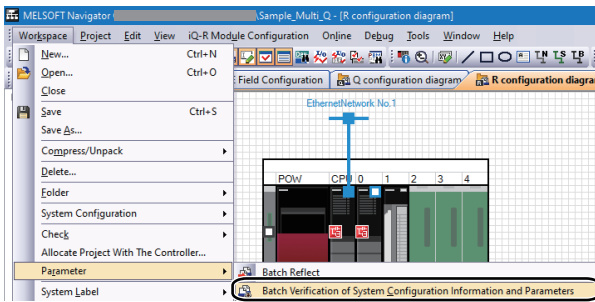 MELSOFT Navigator ( \Sample_Multi_Q - [R configuration diagram]
Workspace Project Edit View iQ-R Module Configuration Online Debug Tools Window Help
New... Ctrl+N
Open... Ctrl+O
Close
Save Ctrl+S
Save As...
Compress/Unpack
Delete...
Folder
System Configuration
Check
Allocate Project With The Controller...
Parameter
System Label
Field Configuration Q configuration diagram R configuration diagra
EthernetNetwork No.1
POW CPU 0 1 2 3 4
Batch Reflect
Batch Verification of System Configuration Information and Parameters